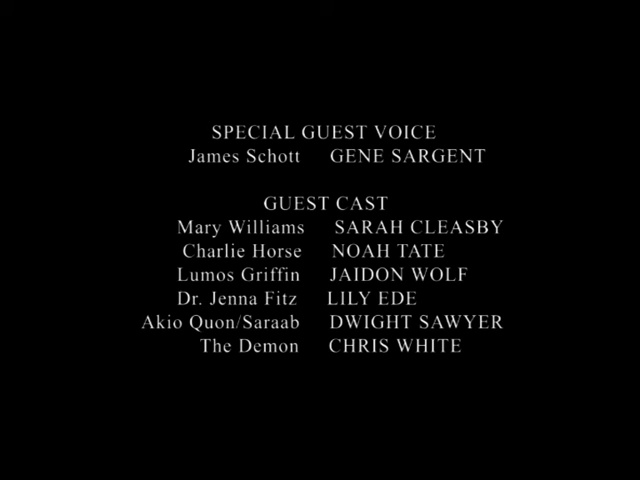 SPECIAL GUEST VOICE
James Schott GENE SARGENT
GUEST CAST
Mary Williams SARAH CLEASBY
Charlie Horse NOAH TATE
Lumos Griffin JAIDON WOLF
Dr. Jenna Fitz LILY EDE
Akio Quon/Saraab DWIGHT SAWYER
The Demon CHRIS WHITE